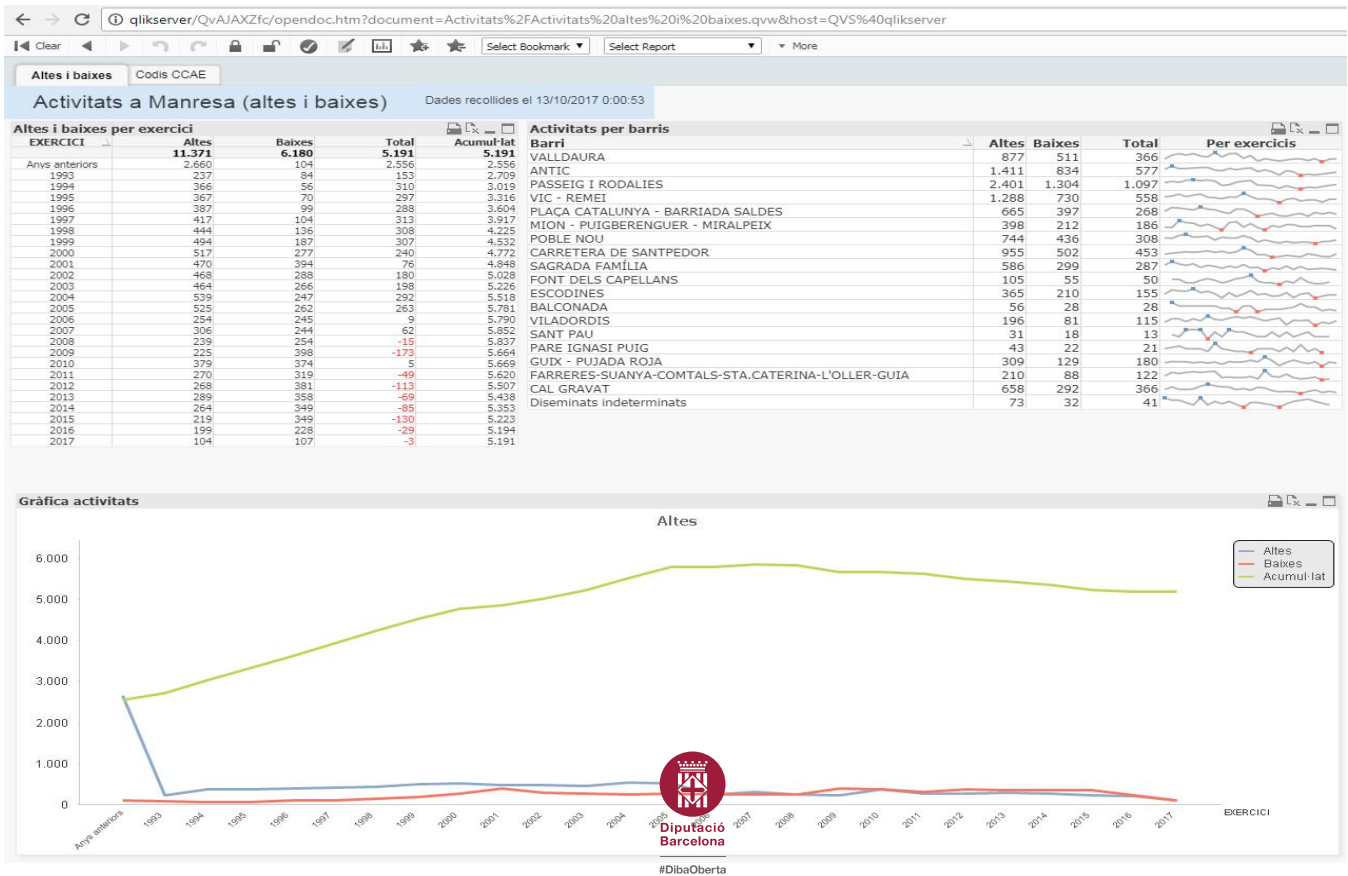 qlikserver/QvAJAXZfc/opendoc.htm?document=Activitats%2FActivitats%20altes%20i%20baixes.qvw&host=QVS%40qlikserver
Clear Select Bookmark Select Report More
Altes i baixes Codis CCAE
Activitats a Manresa (altes i baixes) Dades recollides el 13/10/2017 0:00:53
Altes i baixes per exercici
EXERCICI Altes Baixes Total Acumul·lat
11.371 6.180 5.191 5.191
Anys anteriors 2.660 104 2.556 2.556
1993 237 84 153 2.709
1994 366 56 310 3.019
1995 367 70 297 3.316
1996 387 99 288 3.604
1997 417 104 313 3.917
1998 444 136 308 4.225
1999 494 187 307 4.532
2000 517 277 240 4.772
2001 470 394 76 4.848
2002 468 288 180 5.028
2003 464 266 198 5.226
2004 539 247 292 5.518
2005 525 262 263 5.781
2006 254 245 9 5.790
2007 306 244 62 5.852
2008 239 254 -15 5.837
2009 225 398 -173 5.664
2010 379 374 5 5.669
2011 270 319 -49 5.620
2012 268 381 -113 5.507
2013 289 358 -69 5.438
2014 264 349 -85 5.353
2015 219 349 -130 5.223
2016 199 228 -29 5.194
2017 104 107 -3 5.191
Activitats per barris
Barri Altes Baixes Total Per exercicis
VALLDAURA 877 511 366
ANTIC 1.411 834 577
PASSEIG I RODALIES 2.401 1.304 1.097
VIC - REMEI 1.288 730 558
PLAÇA CATALUNYA - BARRIADA SALDES 665 397 268
MION - PUIGBERENGUER - MIRALPEIX 398 212 186
POBLE NOU 744 436 308
CARRETERA DE SANTPEDOR 955 502 453
SAGRADA FAMÍLIA 586 299 287
FONT DELS CAPELLANS 105 55 50
ESCODINES 365 210 155
BALCONADA 56 28 28
VILADORDIS 196 81 115
SANT PAU 31 18 13
PARE IGNASI PUIG 43 22 21
GUIX - PUJADA ROJA 309 129 180
FARRERES-SUANYA-COMTALS-STA.CATERINA-L'OLLER-GUIA 210 88 122
CAL GRAVAT 658 292 366
Diseminats indeterminats 73 32 41
Gràfica activitats
Altes
6.000
5.000
4.000
3.000
2.000
1.000
0
Altes
Baixes
Acumul·lat
Anys anteriors 1993 1994 1995 1996 1997 1998 1999 2000 2001 2002 2003 2004 2005 2006 2007 2008 2009 2010 2011 2012 2013 2014 2015 2016 2017
EXERCICI
Diputació
Barcelona
#DibaOberta